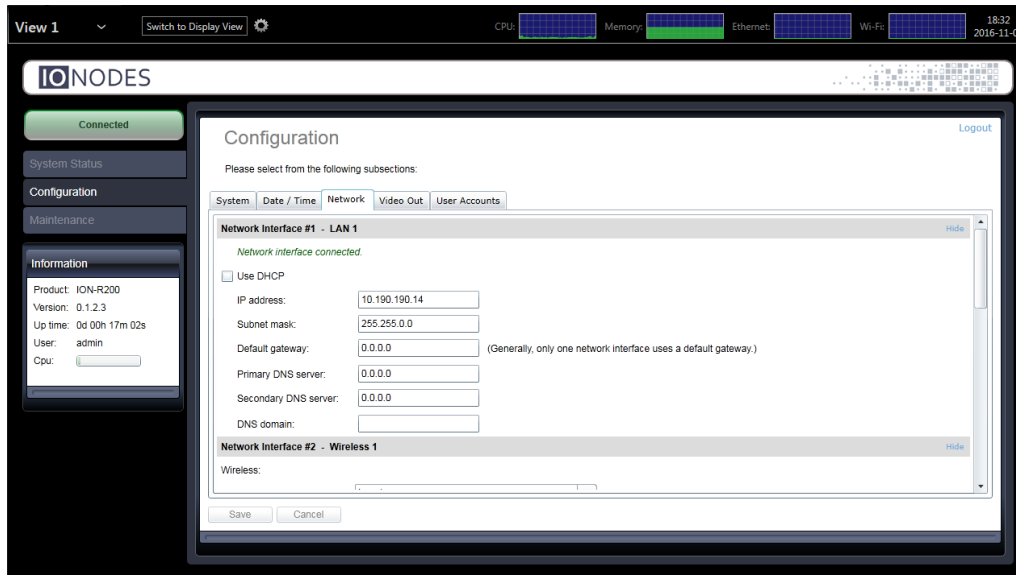 View 1
Switch to Display View
CPU:
Memory:
Ethernet:
Wi-Fi:
18:32
2016-11-0
IONODES
Connected
System Status
Configuration
Maintenance
Information
Product: ION-R200
Version: 0.1.2.3
Up time: 0d 00h 17m 02s
User: admin
Cpu:
Logout
Configuration
Please select from the following subsections:
System Date / Time Network Video Out User Accounts
Network Interface #1 - LAN 1 Hide
Network interface connected.
Use DHCP
IP address: 10.190.190.14
Subnet mask: 255.255.0.0
Default gateway: 0.0.0.0 (Generally, only one network interface uses a default gateway.)
Primary DNS server: 0.0.0.0
Secondary DNS server: 0.0.0.0
DNS domain:
Network Interface #2 - Wireless 1 Hide
Wireless:
Save Cancel